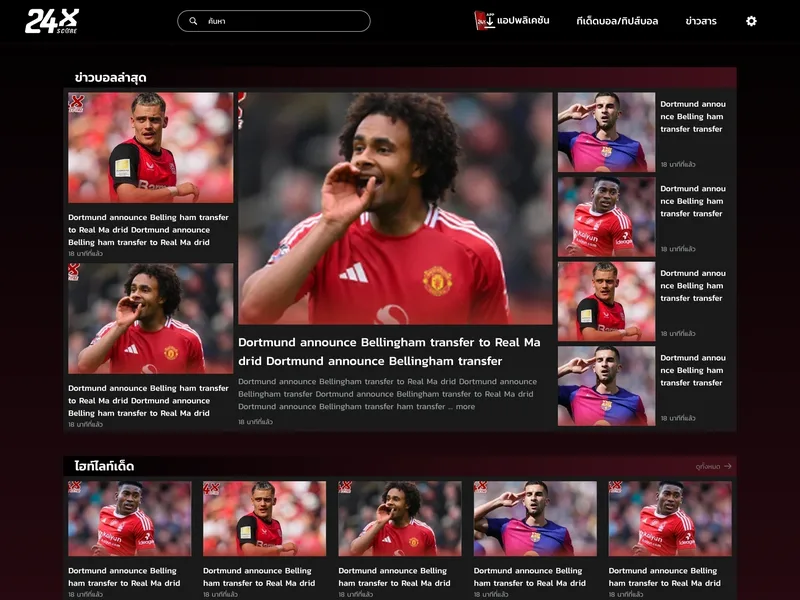 24X
SCORE
ค้นหา
แอปพลิเคชัน
ทีเด็ดบอล/ทิปส์บอล
ข่าวสาร
ข่าวบอลล่าสุด
Dortmund announce Belling ham transfer
to Real Ma drid Dortmund announce
Belling ham transfer to Real Ma drid
18 นาทีที่แล้ว
Dortmund announce Belling ham transfer
to Real Ma drid Dortmund announce
Belling ham transfer to Real Ma drid
18 นาทีที่แล้ว
Dortmund announce Bellingham transfer to Real Ma
drid Dortmund announce Bellingham transfer
Dortmund announce Bellingham transfer to Real Ma drid Dortmund announce
Bellingham transfer Dortmund announce Bellingham transfer to Real Ma drid
Dortmund announce Bellingham transfer ham transfer ... more
18 นาทีที่แล้ว
Dortmund annou
nce Belling ham
transfer transfer
18 นาทีที่แล้ว
Dortmund annou
nce Belling ham
transfer transfer
18 นาทีที่แล้ว
Dortmund annou
nce Belling ham
transfer transfer
18 นาทีที่แล้ว
Dortmund annou
nce Belling ham
transfer transfer
18 นาทีที่แล้ว
ไฮท์ไลท์เด็ด
ดูทั้งหมด
Dortmund announce Belling
ham transfer to Real Ma drid
18 นาทีที่แล้ว
Dortmund announce Belling
ham transfer to Real Ma drid
18 นาทีที่แล้ว
Dortmund announce Belling
ham transfer to Real Ma drid
18 นาทีที่แล้ว
Dortmund announce Belling
ham transfer to Real Ma drid
18 นาทีที่แล้ว
Dortmund announce Belling
ham transfer to Real Ma drid
18 นาทีที่แล้ว